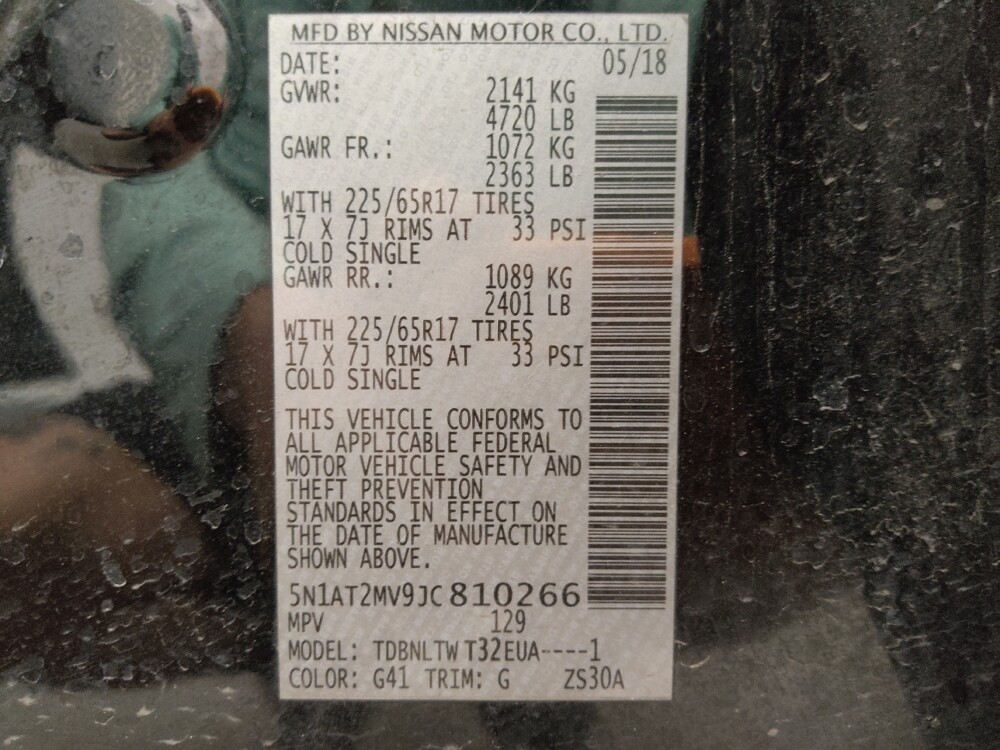 MFD BY NISSAN MOTOR CO., LTD.
DATE: 05/18
GVWR: 2141 KG
4720 LB
GAWR FR.: 1072 KG
2363 LB
WITH 225/65R17 TIRES
17 X 7J RIMS AT 33 PSI
COLD SINGLE
GAWR RR.: 1089 KG
2401 LB
WITH 225/65R17 TIRES
17 X 7J RIMS AT 33 PSI
COLD SINGLE
THIS VEHICLE CONFORMS TO
ALL APPLICABLE FEDERAL
MOTOR VEHICLE SAFETY AND
THEFT PREVENTION
STANDARDS IN EFFECT ON
THE DATE OF MANUFACTURE
SHOWN ABOVE.
5N1AT2MV9JC810266
MPV 129
MODEL: TDBNLTW T32EUA----1
COLOR: G41 TRIM: G ZS30A